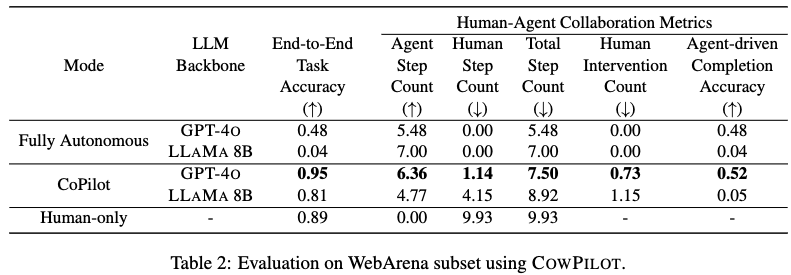 Human-Agent Collaboration Metrics
LLM End-to-End Agent Human Total Human Agent-driven
Mode Backbone Task Step Step Step Intervention Completion
Accuracy Count Count Count Count Accuracy
(↑) (↑) (↓) (↓) (↓) (↑)
Fully Autonomous GPT-4O 0.48 5.48 0.00 5.48 0.00 0.48
LLAMA 8B 0.04 7.00 0.00 7.00 0.00 0.04
CoPilot GPT-4O 0.95 6.36 1.14 7.50 0.73 0.52
LLAMA 8B 0.81 4.77 4.15 8.92 1.15 0.05
Human-only - 0.89 0.00 9.93 9.93 - -
Table 2: Evaluation on WebArena subset using COWPILOT.